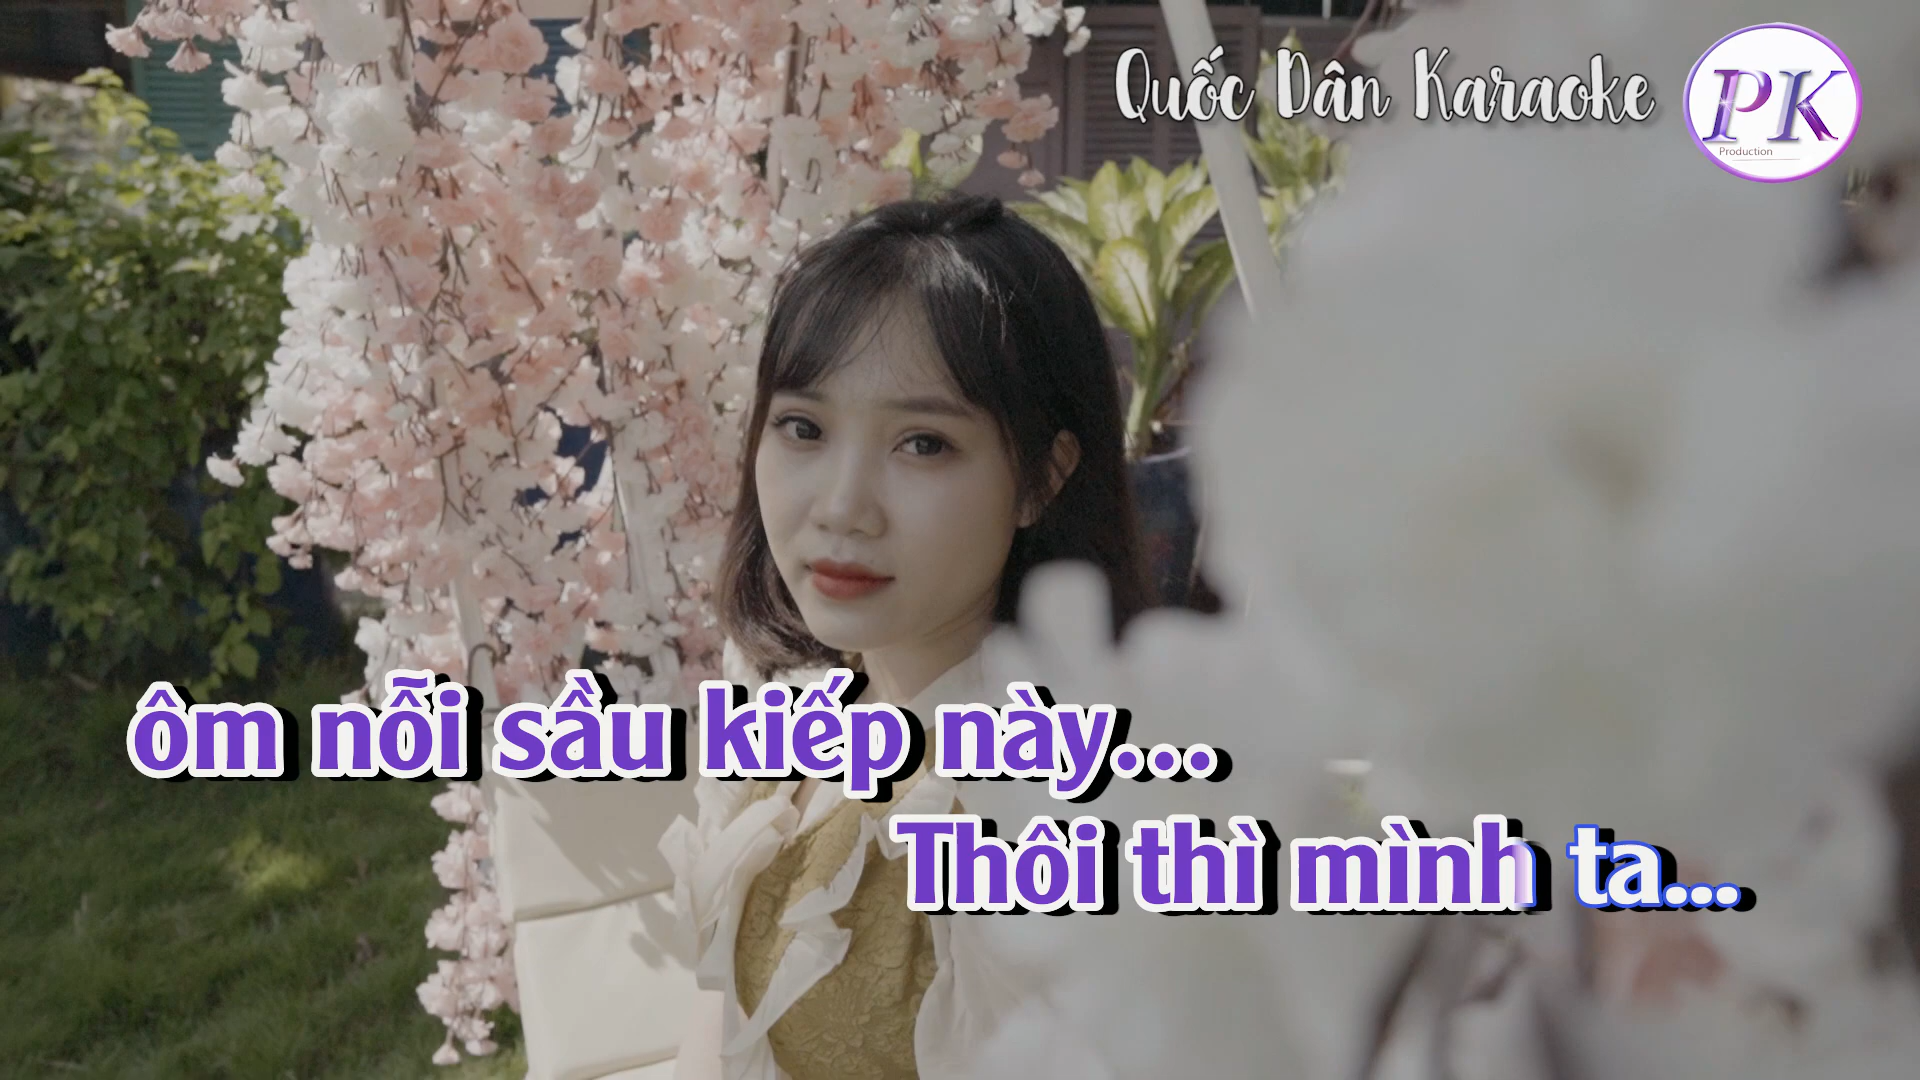 Quốc Dân Karaoke
PK
Production
ôm nỗi sầu kiếp này...
Thôi thì mình ta...